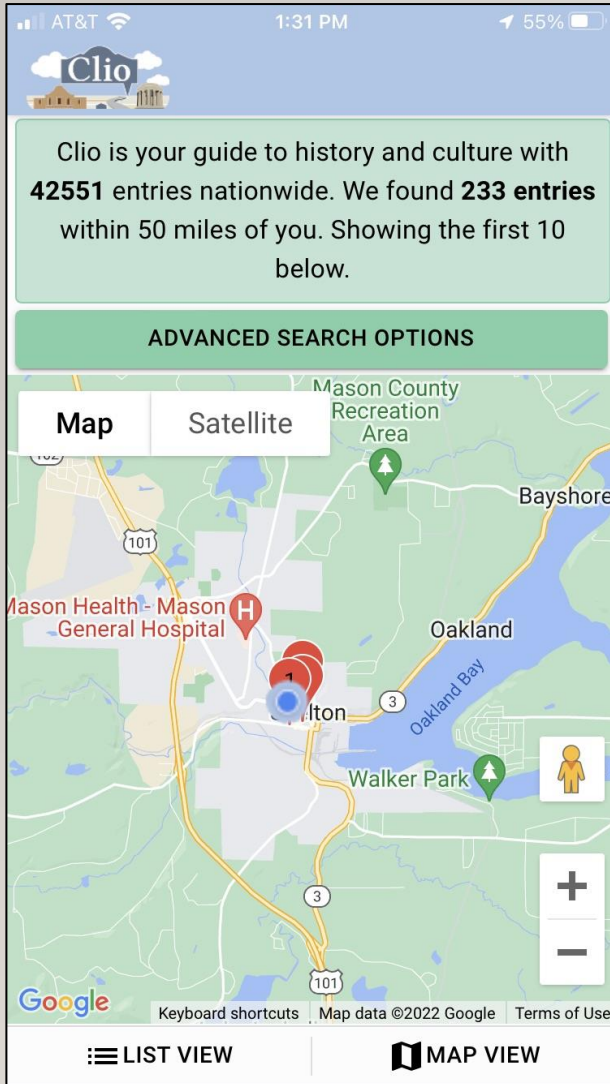 AT&T 1:31 PM 55%
Clio
Clio is your guide to history and culture with
42551 entries nationwide. We found 233 entries
within 50 miles of you. Showing the first 10
below.
ADVANCED SEARCH OPTIONS
Mason County
Recreation
Area
Map Satellite
Bayshore
101
Mason Health - Mason
General Hospital
H
Oakland
1
lton
3
Oakland Bay
Walker Park
3
101
Google
Keyboard shortcuts Map data ©2022 Google Terms of Use
LIST VIEW MAP VIEW